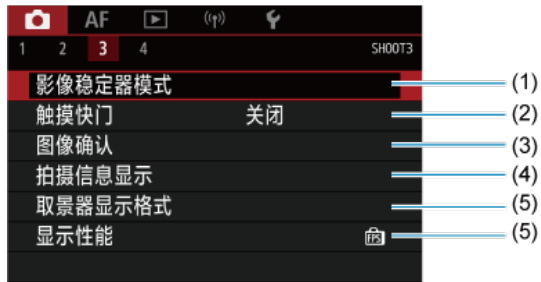 AF
1 2 3 4 SHOOT3
影像稳定器模式 (1)
触摸快门 关闭 (2)
图像确认 (3)
拍摄信息显示 (4)
取景器显示格式 (5)
显示性能 FPS (5)